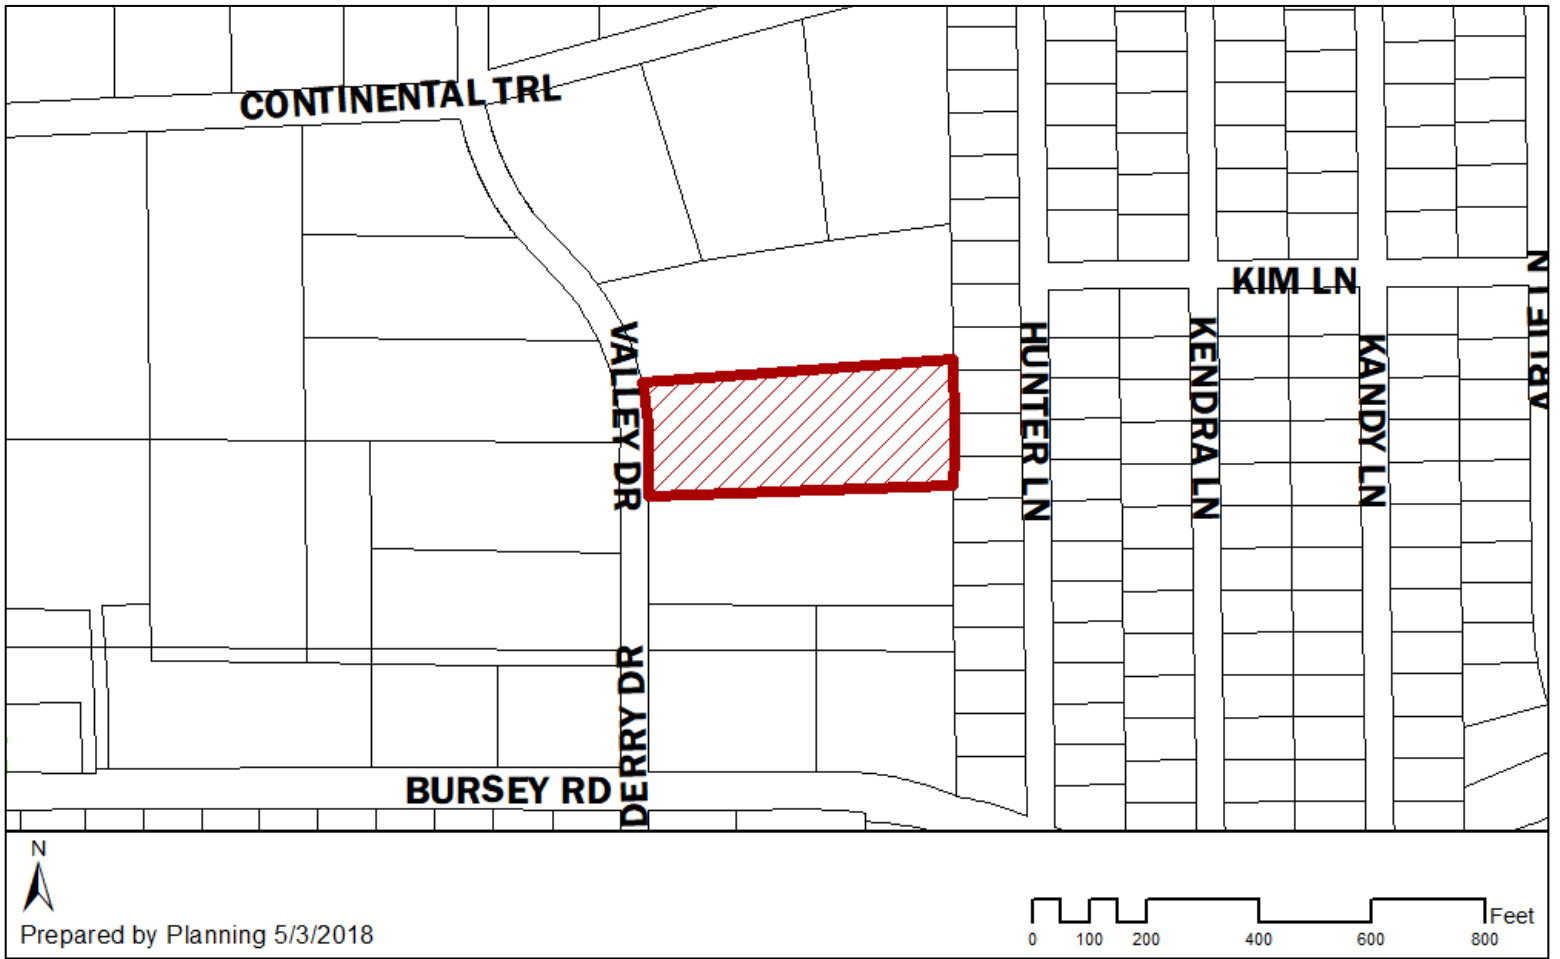 CONTINENTAL TRL
KIM LN
VALLEY DR
HUNTER LN
KENDRA LN
KANDY LN
DERRY DR
BURSEY RD
N
Prepared by Planning 5/3/2018
Feet
0 100 200 400 600 800